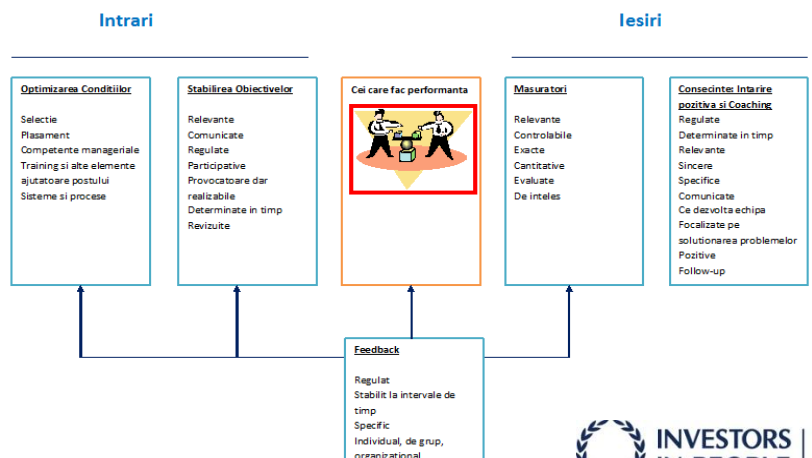 Intrari
Iesiri
Optimizarea Conditiilor
Selectie
Plasament
Competente manageriale
Training si alte elemente
ajutatoare postului
Sisteme si procese
Stabilirea Obiectivelor
Relevante
Comunicate
Regulate
Participative
Provocatoare dar
realizabile
Determinate in timp
Revizuite
Cei care fac performanta
Masuratori
Relevante
Controlabile
Exacte
Cantitative
Evaluate
De inteles
Consecinte: Intarire
pozitiva si Coaching
Regulate
Determinate in timp
Relevante
Sincere
Specifice
Comunicate
Ce dezvolta echipa
Focalizate pe
solutionarea problemelor
Pozitive
Follow-up
Feedback
Regulat
Stabilit la intervale de
timp
Specific
Individual, de grup,
organizational
INVESTORS
IN PEOPLE